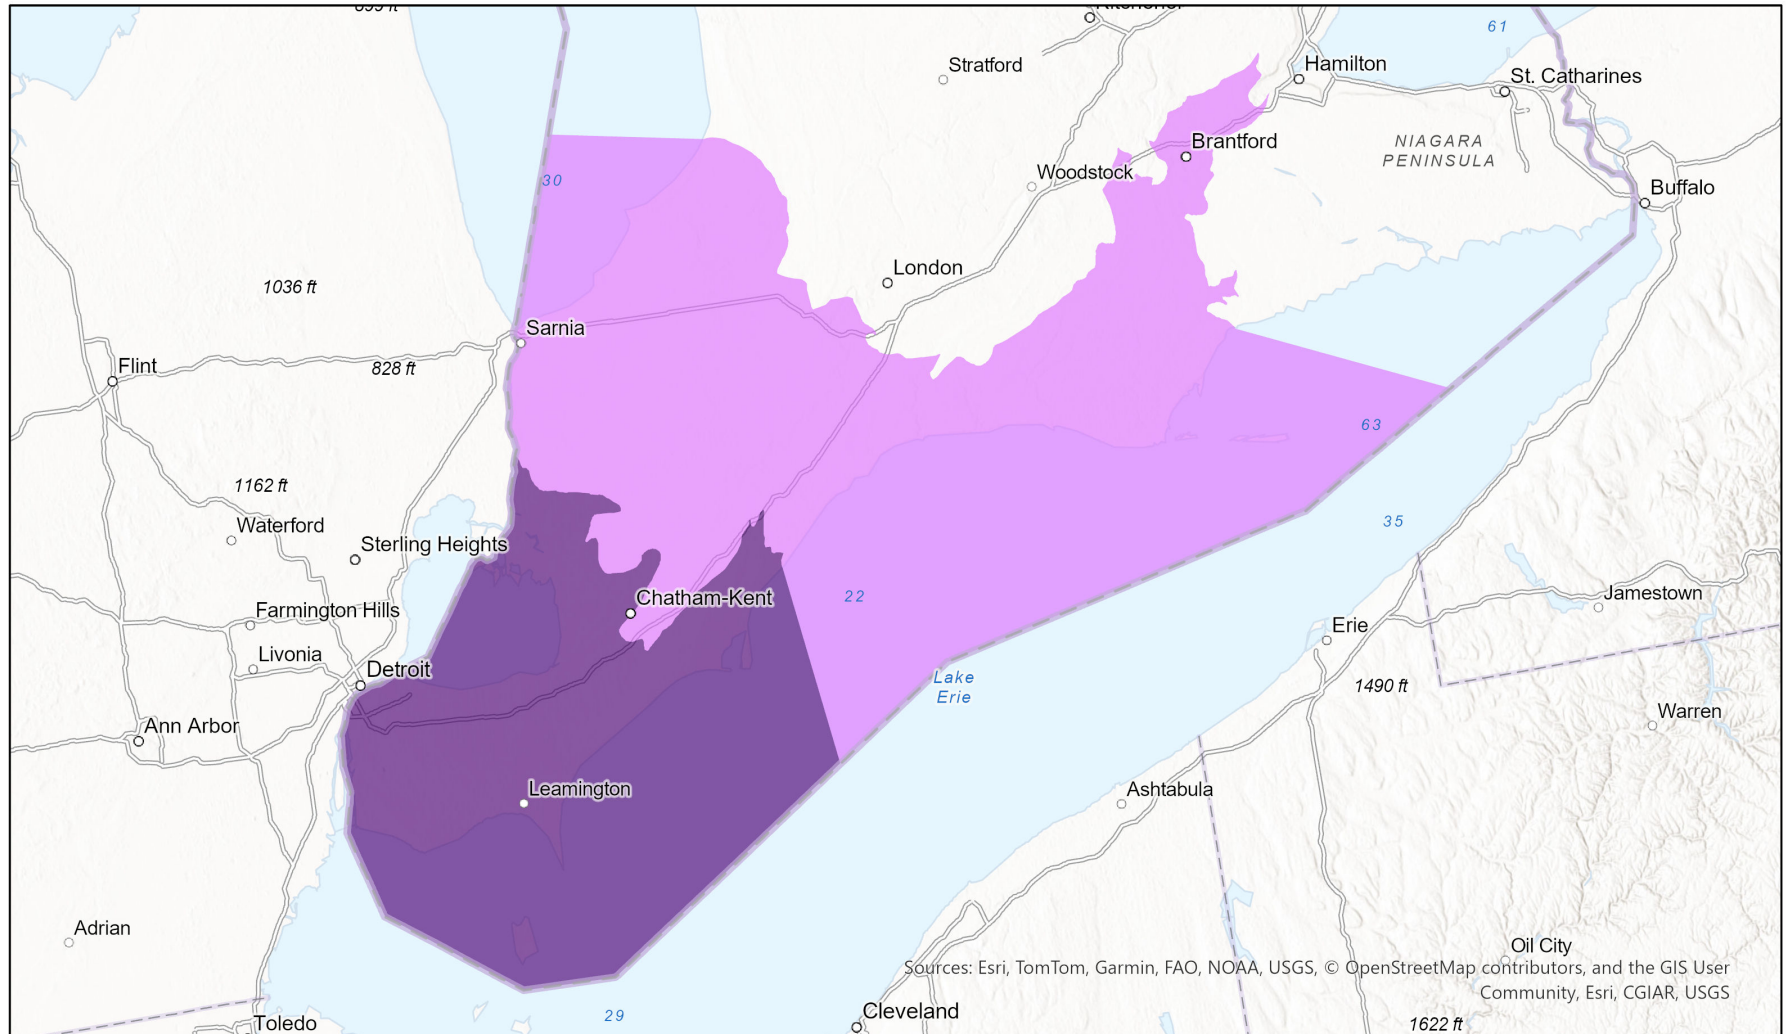 899 ft
Kitchener
61
Stratford
Hamilton
St. Catharines
NIAGARA
PENINSULA
Brantford
Woodstock
30
Buffalo
London
1036 ft
Sarnia
Flint
828 ft
63
1162 ft
Waterford
35
Sterling Heights
Chatham-Kent
22
Jamestown
Farmington Hills
Erie
Livonia
Detroit
Lake
Erie
1490 ft
Warren
Ann Arbor
Leamington
Ashtabula
Adrian
Oil City
Sources: Esri, TomTom, Garmin, FAO, NOAA, USGS, © OpenStreetMap contributors, and the GIS User
Community, Esri, CGIAR, USGS
Cleveland
29
Toledo
1622 ft